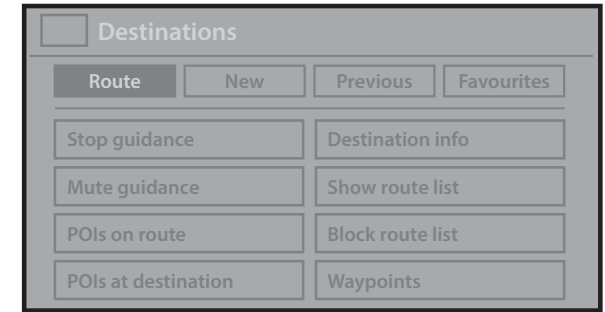 Destinations
Route New Previous Favourites
Stop guidance Destination info
Mute guidance Show route list
POIs on route Block route list
POIs at destination Waypoints